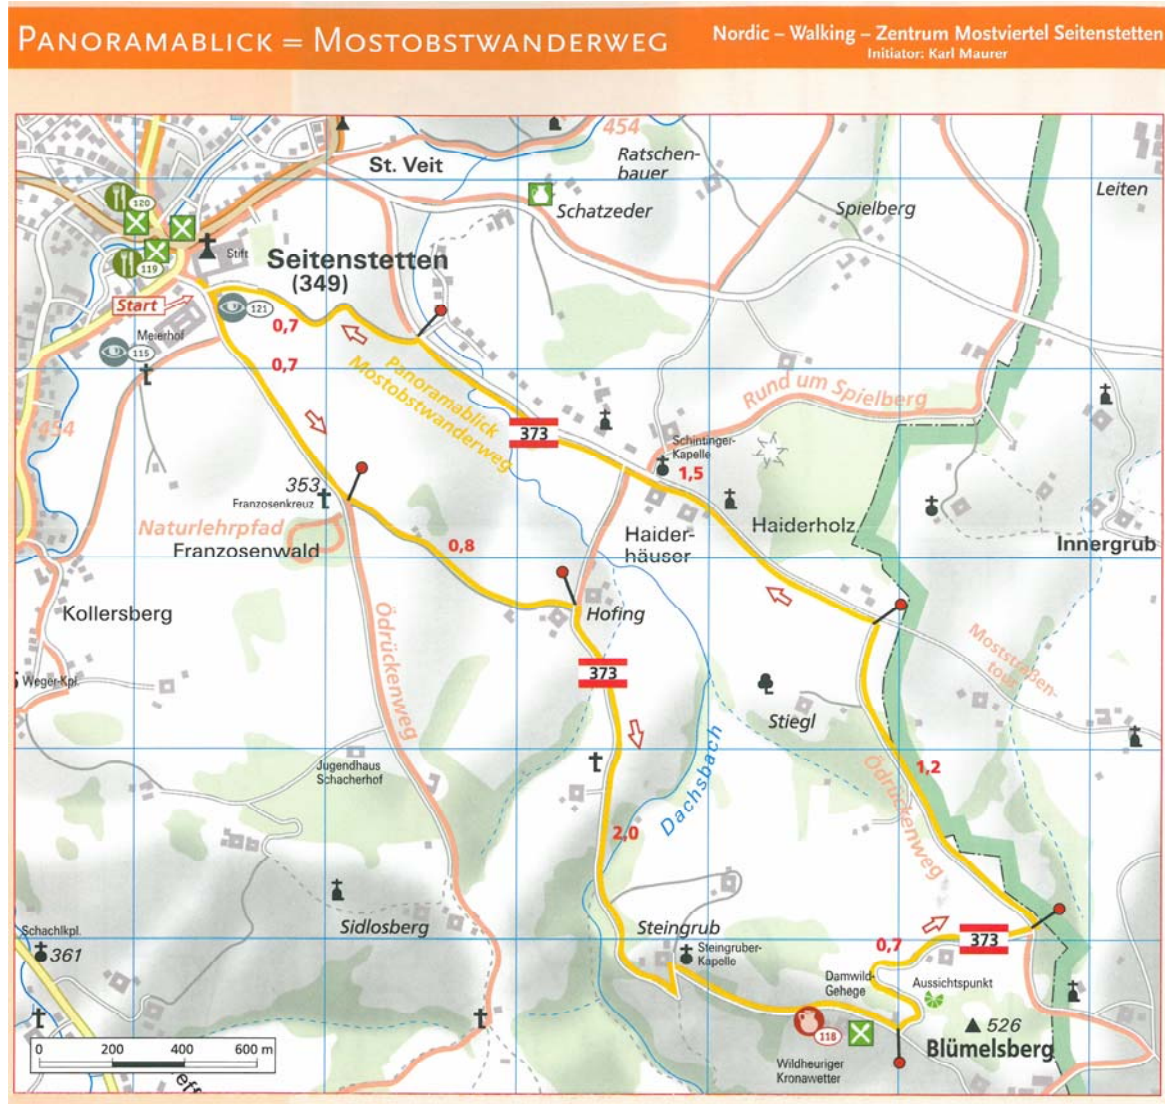 PANORAMABLICK = MOSTOBSTWANDERWEG
Nordic – Walking – Zentrum Mostviertel Seitenstetten
Initiator: Karl Maurer
454
St. Veit
Ratschen-
bauer
Leiten
120
Schatzeder
Spielberg
119
Stift
Seitenstetten
(349)
Start
121
0,7
Meierhof
115
0,7
Panoramablick
Mostobstwanderweg
Rund um Spielberg
454
373
Schintinger-
Kapelle
1,5
353
Franzosenkreuz
Naturlehrpfad
Franzosenwald
0,8
Haider-
häuser
Haiderholz
Innergrub
Kollersberg
Hofing
Ödrückenweg
Moststraßen-
tour
Weger-Kpl.
373
Stiegl
Jugendhaus
Schacherhof
Dachsbach
1,2
Ödrückenweg
2,0
Sidlosberg
Steingrub
Steingruber-
Kapelle
Schachlkpl.
361
0,7
373
Damwild-
Gehege
Aussichtspunkt
118
526
Blümelsberg
Wildheuriger
Kronawetter
0 200 400 600 m
eff